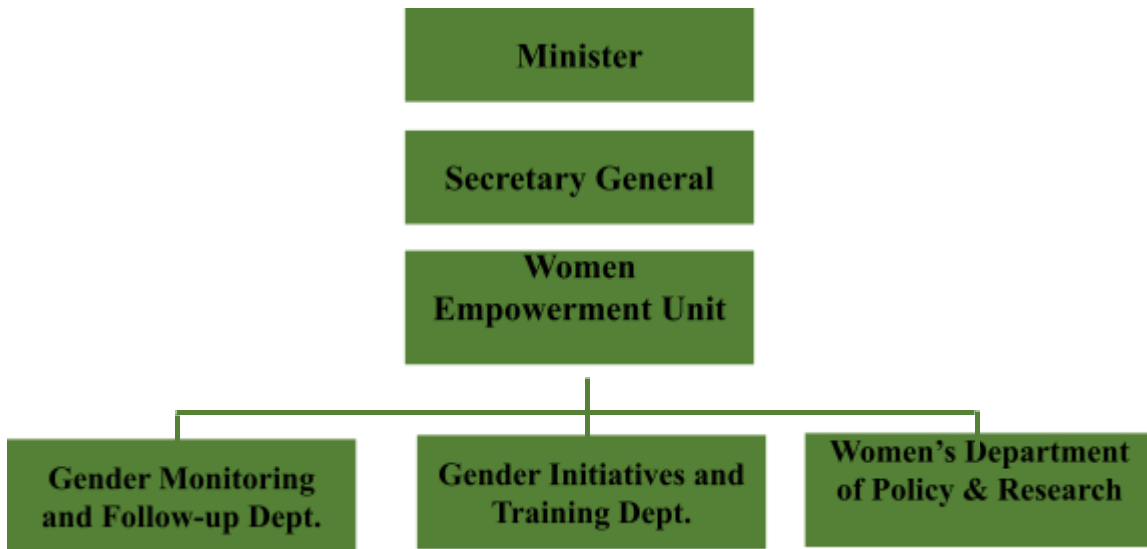 Minister
Secretary General
Women
Empowerment Unit
Gender Monitoring
and Follow-up Dept.
Gender Initiatives and
Training Dept.
Women’s Department
of Policy & Research